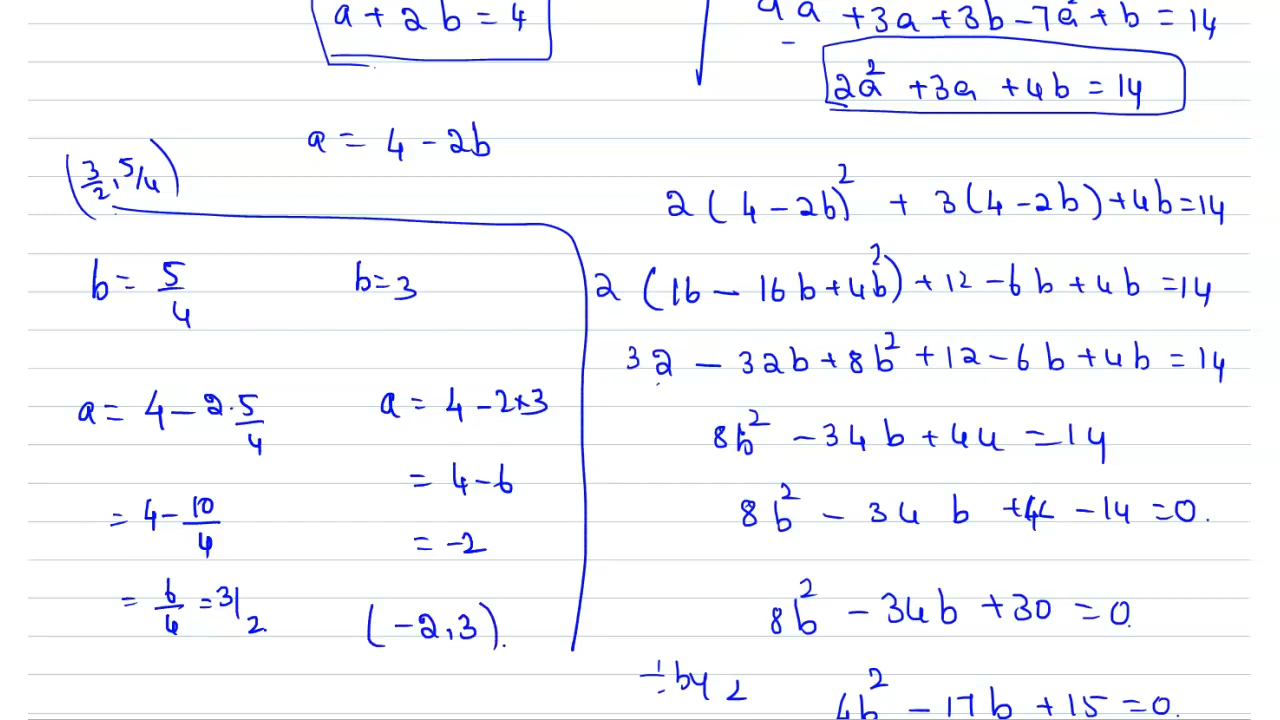 a + 2b = 4
9a² + 3a + 3b - 7a² + b = 14
2a² + 3a + 4b = 14
a = 4 - 2b
(3/2, 5/4)
2(4 - 2b)² + 3(4 - 2b) + 4b = 14
b = 5/4
b = 3
2(16 - 16b + 4b²) + 12 - 6b + 4b = 14
32 - 32b + 8b² + 12 - 6b + 4b = 14
a = 4 - 2·5/4
a = 4 - 2*3
8b² - 34b + 44 = 14
= 4 - 10/4
= 4 - 6
8b² - 34b + 44 - 14 = 0.
= -2
= 6/4 = 3/2
(-2, 3).
8b² - 34b + 30 = 0.
÷ by 2
4b² - 17b + 15 = 0.